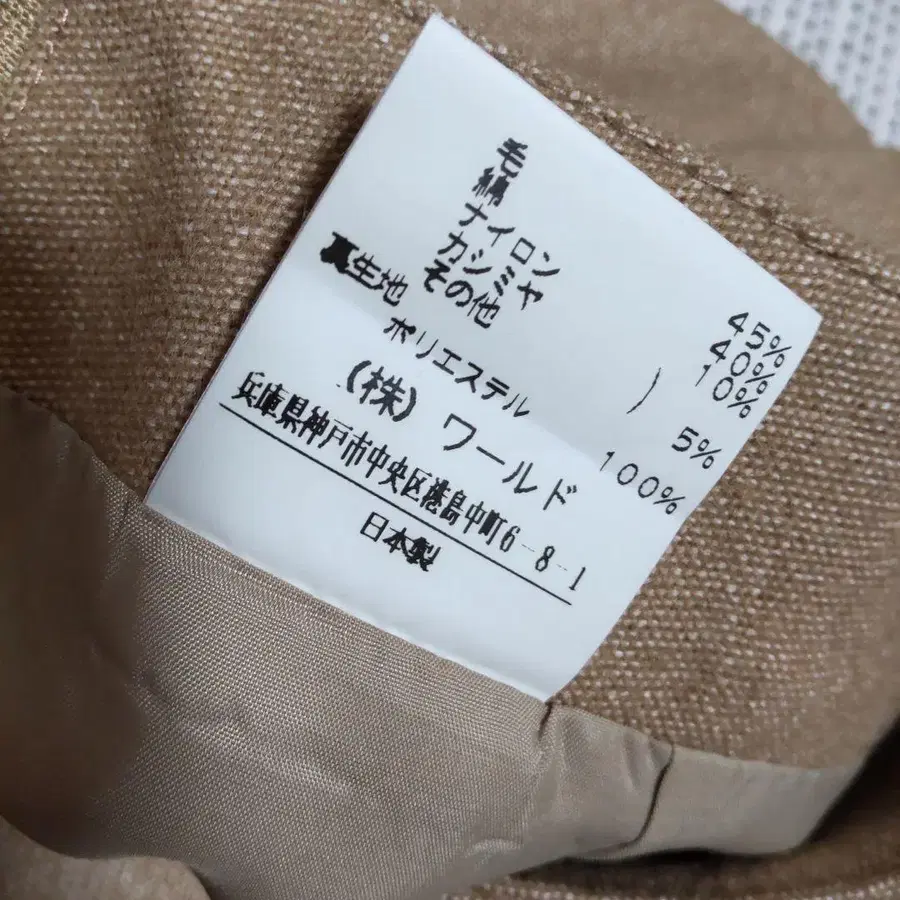 毛 45%
綿 40%
ナイロン 10%
カシミヤ )
その他 5%
裏生地 ポリエステル 100%
(株) ワールド
兵庫県神戸市中央区港島中町6-8-1
日本製